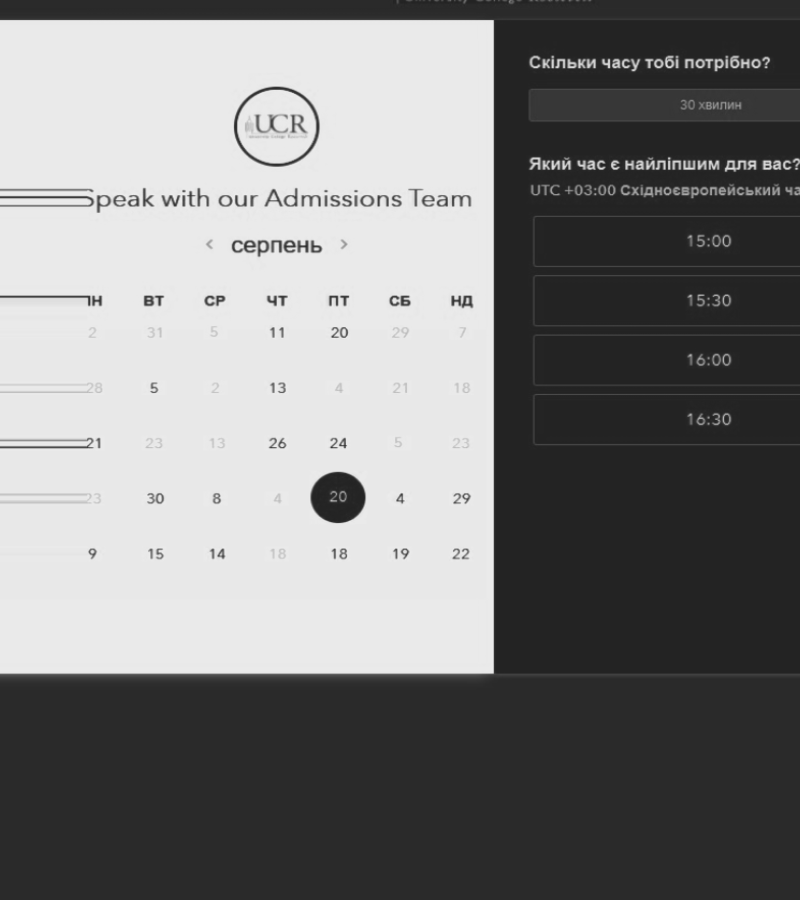 UCR
Speak with our Admissions Team
< серпень >
ПН ВТ СР ЧТ ПТ СБ НД
2 31 5 11 20 29 7
28 5 2 13 4 21 18
21 23 13 26 24 5 23
23 30 8 4 20 4 29
9 15 14 18 18 19 22
Скільки часу тобі потрібно?
30 хвилин
Який час є найліпшим для вас?
UTC +03:00 Східноєвропейський
15:00
15:30
16:00
16:30